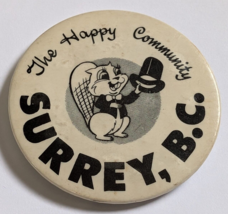 The Happy Community
SURREY, B.C.